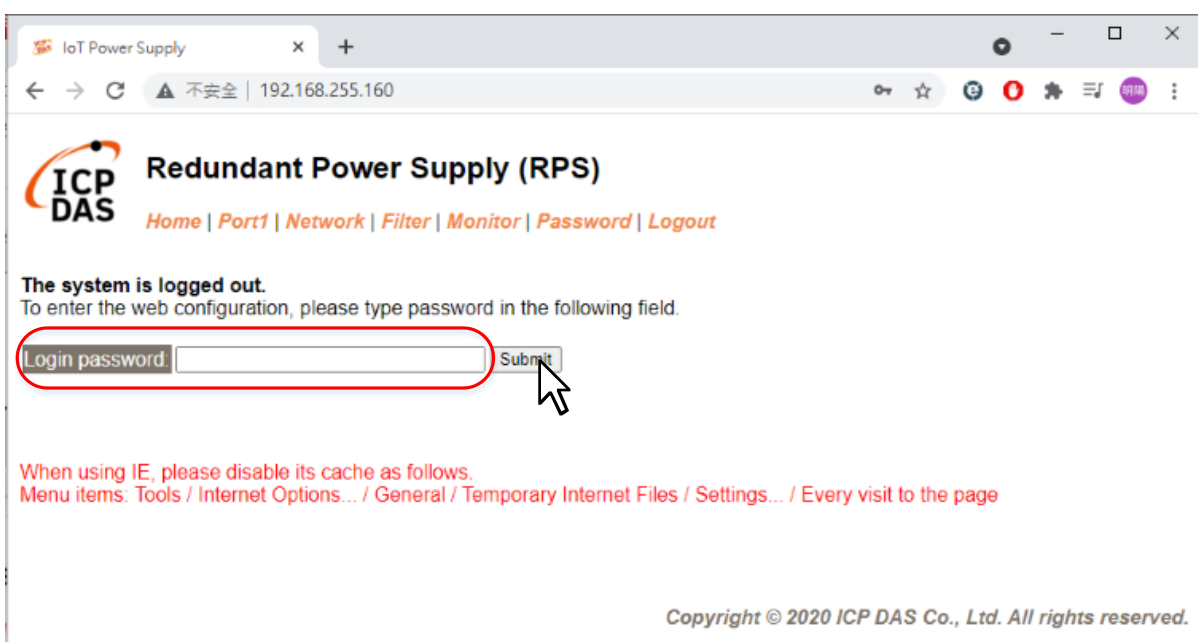 IoT Power Supply
不安全 | 192.168.255.160
明陽
ICP DAS
Redundant Power Supply (RPS)
Home | Port1 | Network | Filter | Monitor | Password | Logout
The system is logged out.
To enter the web configuration, please type password in the following field.
Login password: Submit
When using IE, please disable its cache as follows.
Menu items: Tools / Internet Options... / General / Temporary Internet Files / Settings... / Every visit to the page
Copyright © 2020 ICP DAS Co., Ltd. All rights reserved.